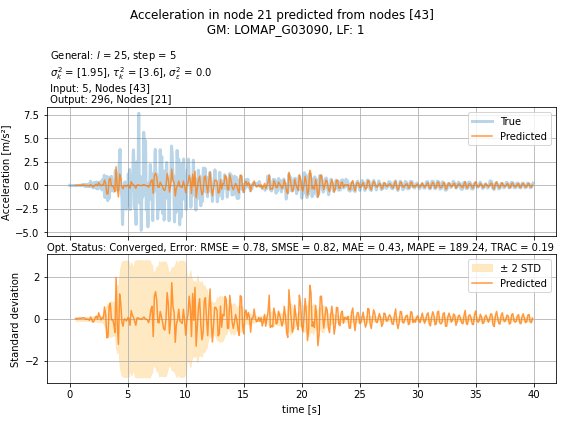 Acceleration in node 21 predicted from nodes [43]
GM: LOMAP_G03090, LF: 1
General: l = 25, step = 5
σ²ₖ = [1.95], τ²ₖ = [3.6], σ²ε = 0.0
Input: 5, Nodes [43]
Output: 296, Nodes [21]
Acceleration [m/s²]
7.5
5.0
2.5
0.0
−2.5
−5.0
True
Predicted
Opt. Status: Converged, Error: RMSE = 0.78, SMSE = 0.82, MAE = 0.43, MAPE = 189.24, TRAC = 0.19
Standard deviation
2
0
−2
± 2 STD
Predicted
0 5 10 15 20 25 30 35 40
time [s]